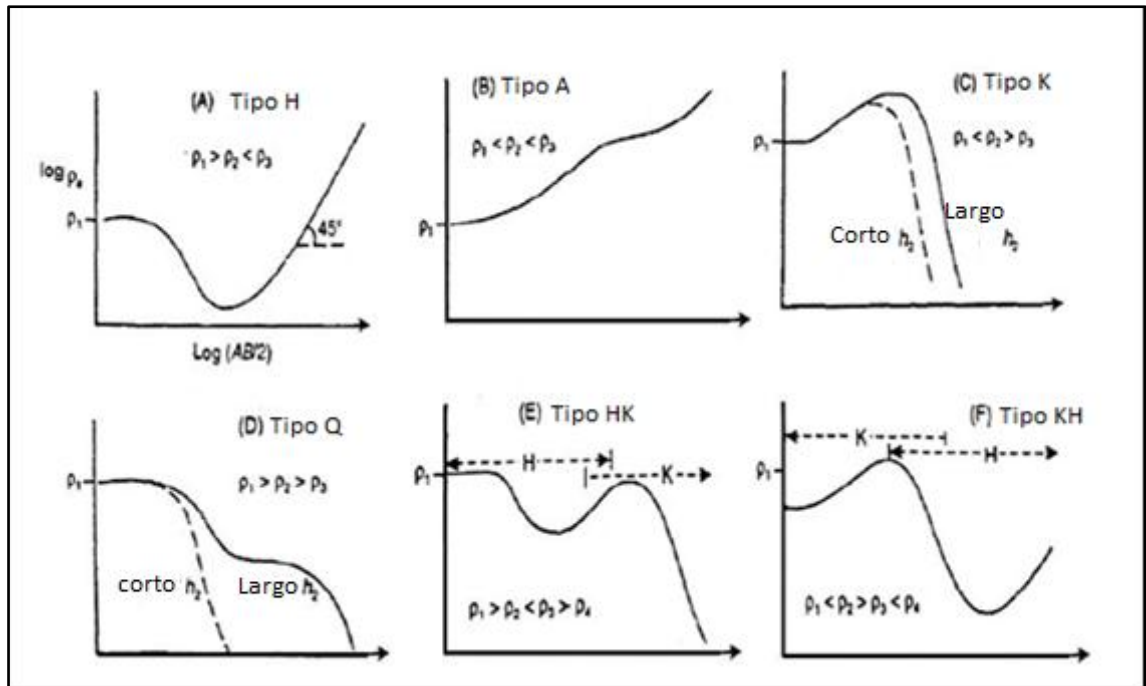 (A) Tipo H
ρ₁ > ρ₂ < ρ₃
log ρₐ
ρ₁
45°
Log (AB/2)
(B) Tipo A
ρ₁ < ρ₂ < ρ₃
ρ₁
(C) Tipo K
ρ₁ < ρ₂ > ρ₃
ρ₁
Largo
h₂
Corto h₂
(D) Tipo Q
ρ₁ > ρ₂ > ρ₃
ρ₁
corto h₂
Largo h₂
(E) Tipo HK
H
K
ρ₁
ρ₁ > ρ₂ < ρ₃ > ρ₄
(F) Tipo KH
K
H
ρ₁
ρ₁ < ρ₂ > ρ₃ < ρ₄